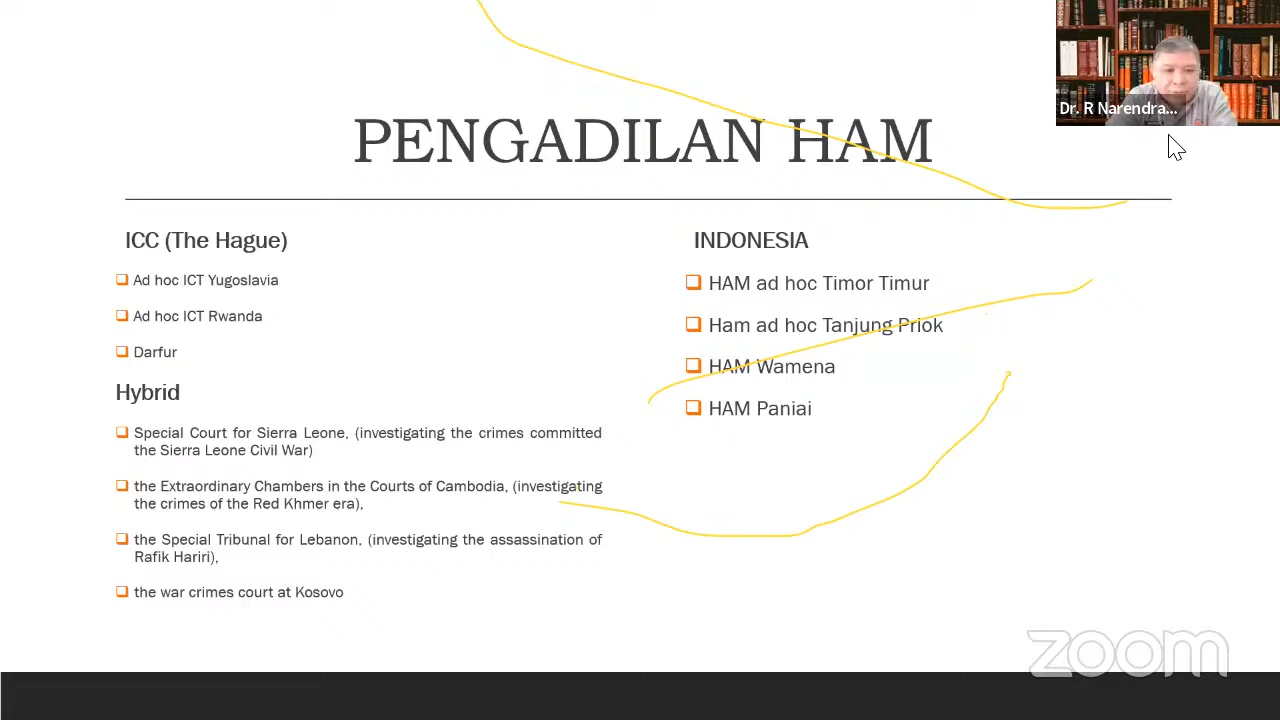 Dr. R Narendra...
PENGADILAN HAM
ICC (The Hague)
Ad hoc ICT Yugoslavia
Ad hoc ICT Rwanda
Darfur
Hybrid
Special Court for Sierra Leone, (investigating the crimes committed
the Sierra Leone Civil War)
the Extraordinary Chambers in the Courts of Cambodia, (investigating
the crimes of the Red Khmer era),
the Special Tribunal for Lebanon, (investigating the assassination of
Rafik Hariri),
the war crimes court at Kosovo
INDONESIA
HAM ad hoc Timor Timur
Ham ad hoc Tanjung Priok
HAM Wamena
HAM Paniai
zoom